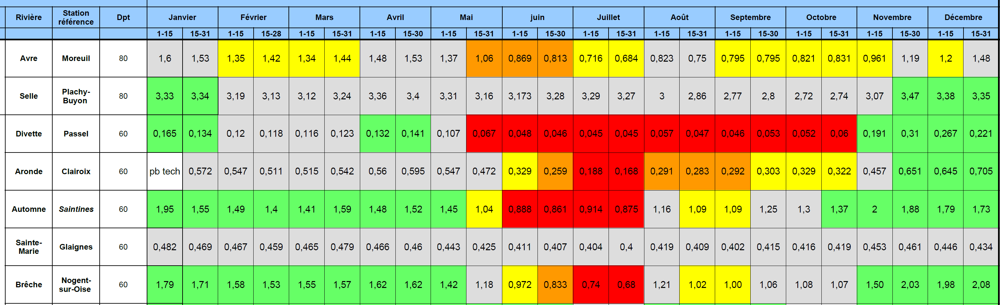 Rivière Station référence Dpt Janvier Février Mars Avril Mai juin Juillet Août Septembre Octobre Novembre Décembre
1-15 15-31 1-15 15-28 1-15 15-31 1-15 15-30 1-15 15-31 1-15 15-30 1-15 15-31 1-15 15-31 1-15 15-30 1-15 15-31 1-15 15-30 1-15 15-31
Avre Moreuil 80 1,6 1,53 1,35 1,42 1,34 1,44 1,48 1,53 1,37 1,06 0,869 0,813 0,716 0,684 0,823 0,75 0,795 0,795 0,821 0,831 0,961 1,19 1,2 1,48
Selle Plachy-Buyon 80 3,33 3,34 3,19 3,13 3,12 3,24 3,36 3,4 3,31 3,16 3,173 3,28 3,29 3,27 3 2,86 2,77 2,8 2,72 2,74 3,07 3,47 3,38 3,35
Divette Passel 60 0,165 0,134 0,12 0,118 0,116 0,123 0,132 0,141 0,107 0,067 0,048 0,046 0,045 0,045 0,057 0,047 0,046 0,053 0,052 0,06 0,191 0,31 0,267 0,221
Aronde Clairoix 60 pb tech 0,572 0,547 0,511 0,515 0,542 0,56 0,595 0,547 0,472 0,329 0,259 0,188 0,168 0,291 0,283 0,292 0,303 0,329 0,322 0,457 0,651 0,645 0,705
Automne Saintines 60 1,95 1,55 1,49 1,4 1,41 1,59 1,48 1,52 1,45 1,04 0,888 0,861 0,914 0,875 1,16 1,09 1,09 1,25 1,3 1,37 2 1,88 1,79 1,73
Sainte-Marie Glaignes 60 0,482 0,469 0,467 0,459 0,465 0,479 0,466 0,46 0,443 0,425 0,411 0,407 0,404 0,4 0,419 0,409 0,402 0,415 0,416 0,419 0,453 0,461 0,446 0,434
Brêche Nogent-sur-Oise 60 1,79 1,71 1,58 1,53 1,55 1,57 1,62 1,62 1,42 1,18 0,972 0,833 0,74 0,68 1,21 1,02 1,00 1,06 1,08 1,07 1,50 2,03 1,98 2,08